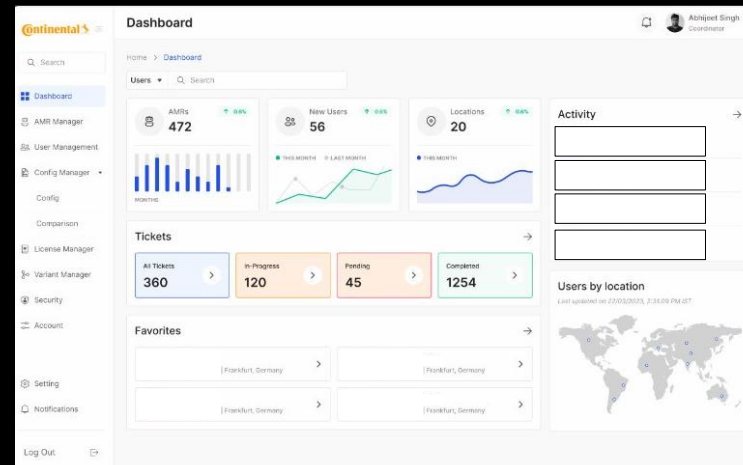 Continental
Search
Dashboard
AMR Manager
User Management
Config Manager
Config
Comparison
License Manager
Variant Manager
Security
Account
Setting
Notifications
Log Out
Dashboard
Abhijeet Singh
Coordinator
Home > Dashboard
Users
Search
AMRs
472
MONTHS
New Users
56
THIS MONTH
LAST MONTH
Locations
20
THIS MONTH
Tickets
All Tickets
360
In-Progress
120
Pending
45
Completed
1254
Favorites
| Frankfurt, Germany
| Frankfurt, Germany
| Frankfurt, Germany
| Frankfurt, Germany
Activity
Users by location
Last updated on